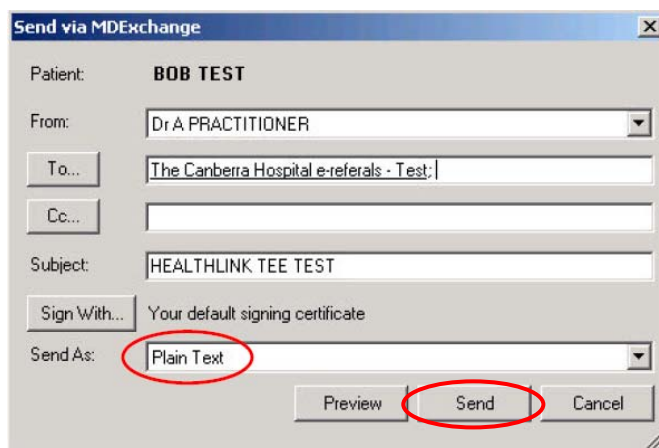 Send via MDExchange
Patient: BOB TEST
From: Dr A PRACTITIONER
To... The Canberra Hospital e-referrals - Test;
Cc...
Subject: HEALTHLINK TEE TEST
Sign With... Your default signing certificate
Send As: Plain Text
Preview Send Cancel